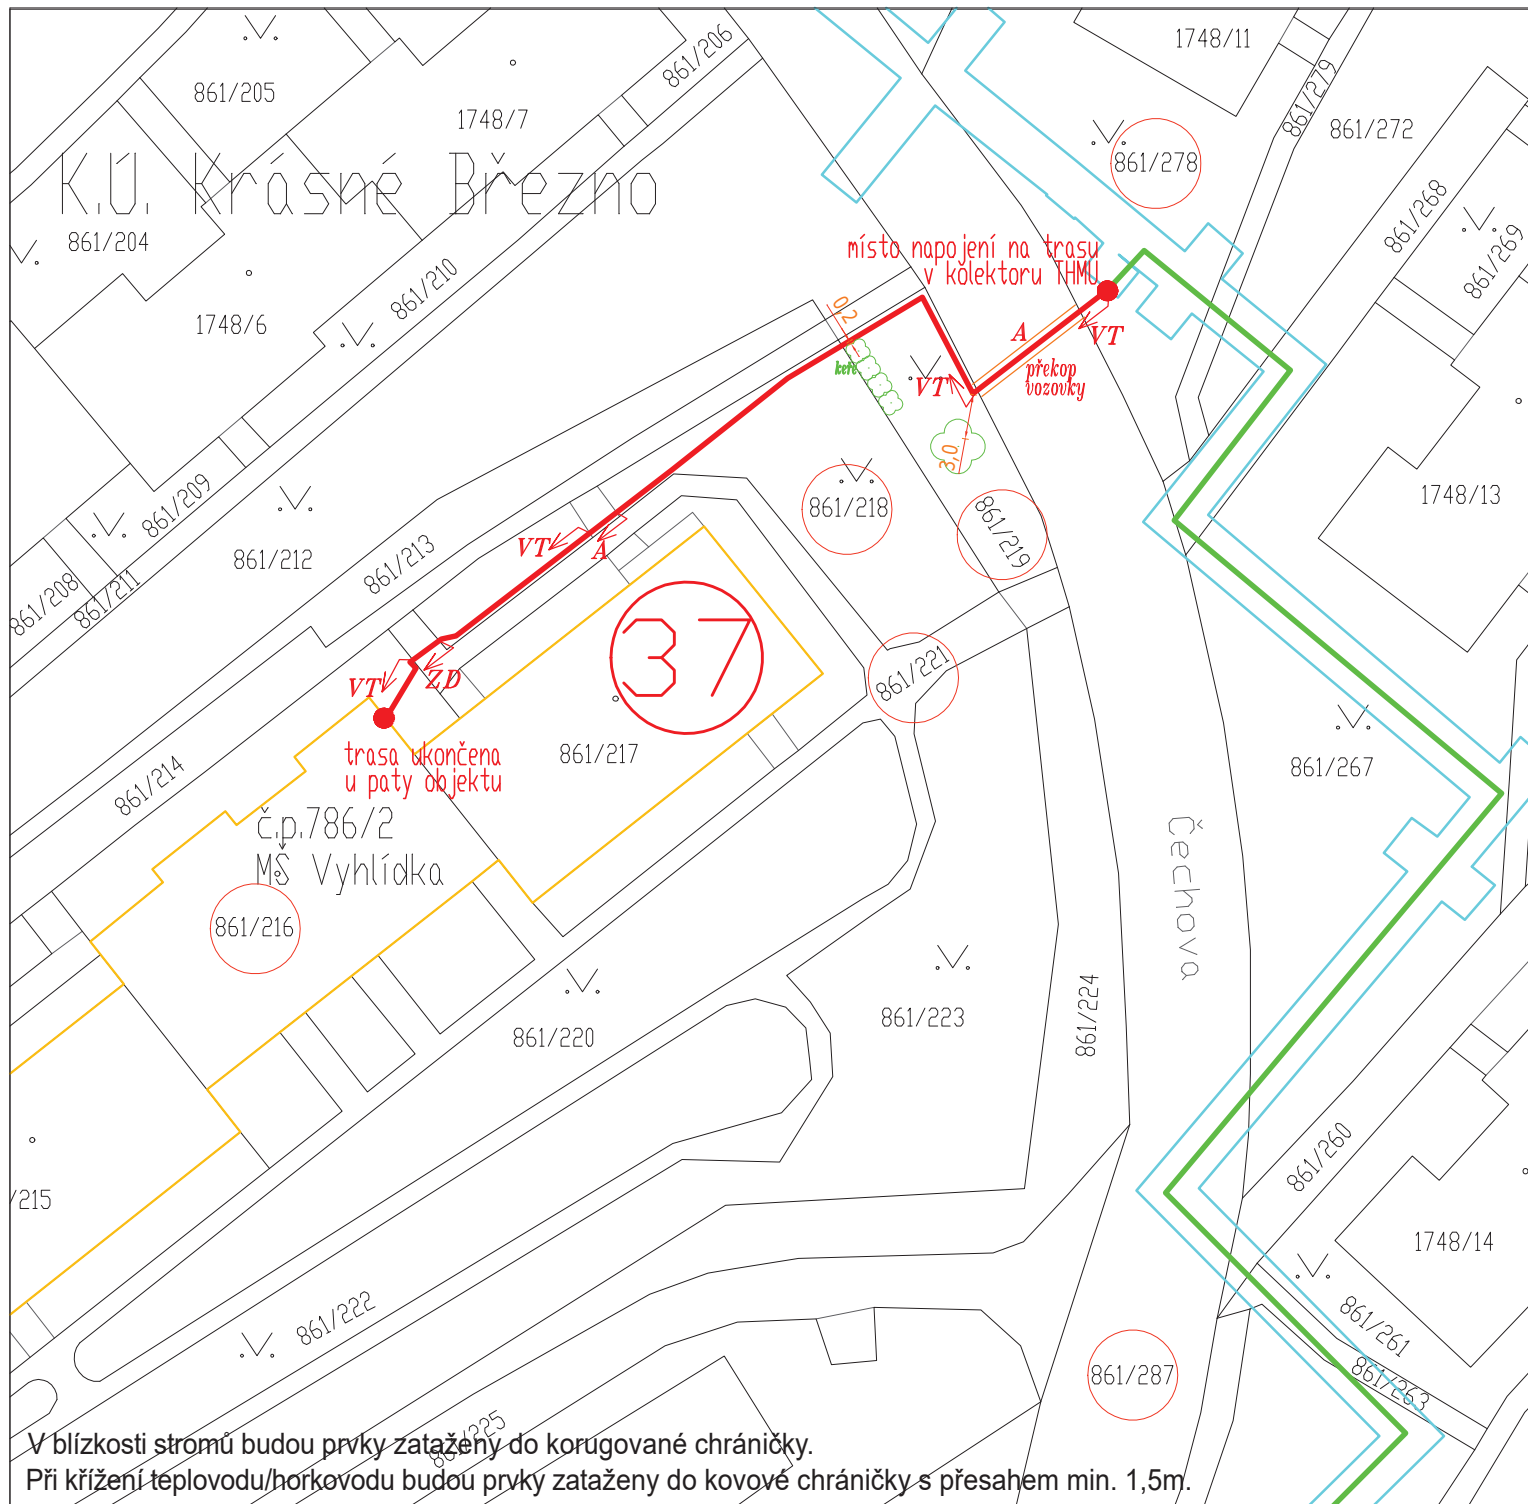 1748/11
861/206
861/205
861/279
1748/7
861/272
861/278
K.Ú. Krásné Březno
861/268
861/204
místo napojení na trasu
v kolektoru THMÚ
861/269
861/210
1748/6
0,2
A
VT
keře
překop
vozovky
VT
3,0
861/209
861/218
1748/13
861/219
861/212
861/213
VT
A
861/208
861/211
37
861/221
ZD
VT
trasa ukončena
u paty objektu
861/217
861/267
861/214
č.p.786/2
MŠ Vyhlídka
Čechova
861/216
861/223
861/224
861/220
861/260
/215
1748/14
861/222
861/261
861/287
861/263
861/225
V blízkosti stromů budou prvky zataženy do korugované chráničky.
Při křížení teplovodu/horkovodu budou prvky zataženy do kovové chráničky s přesahem min. 1,5m.